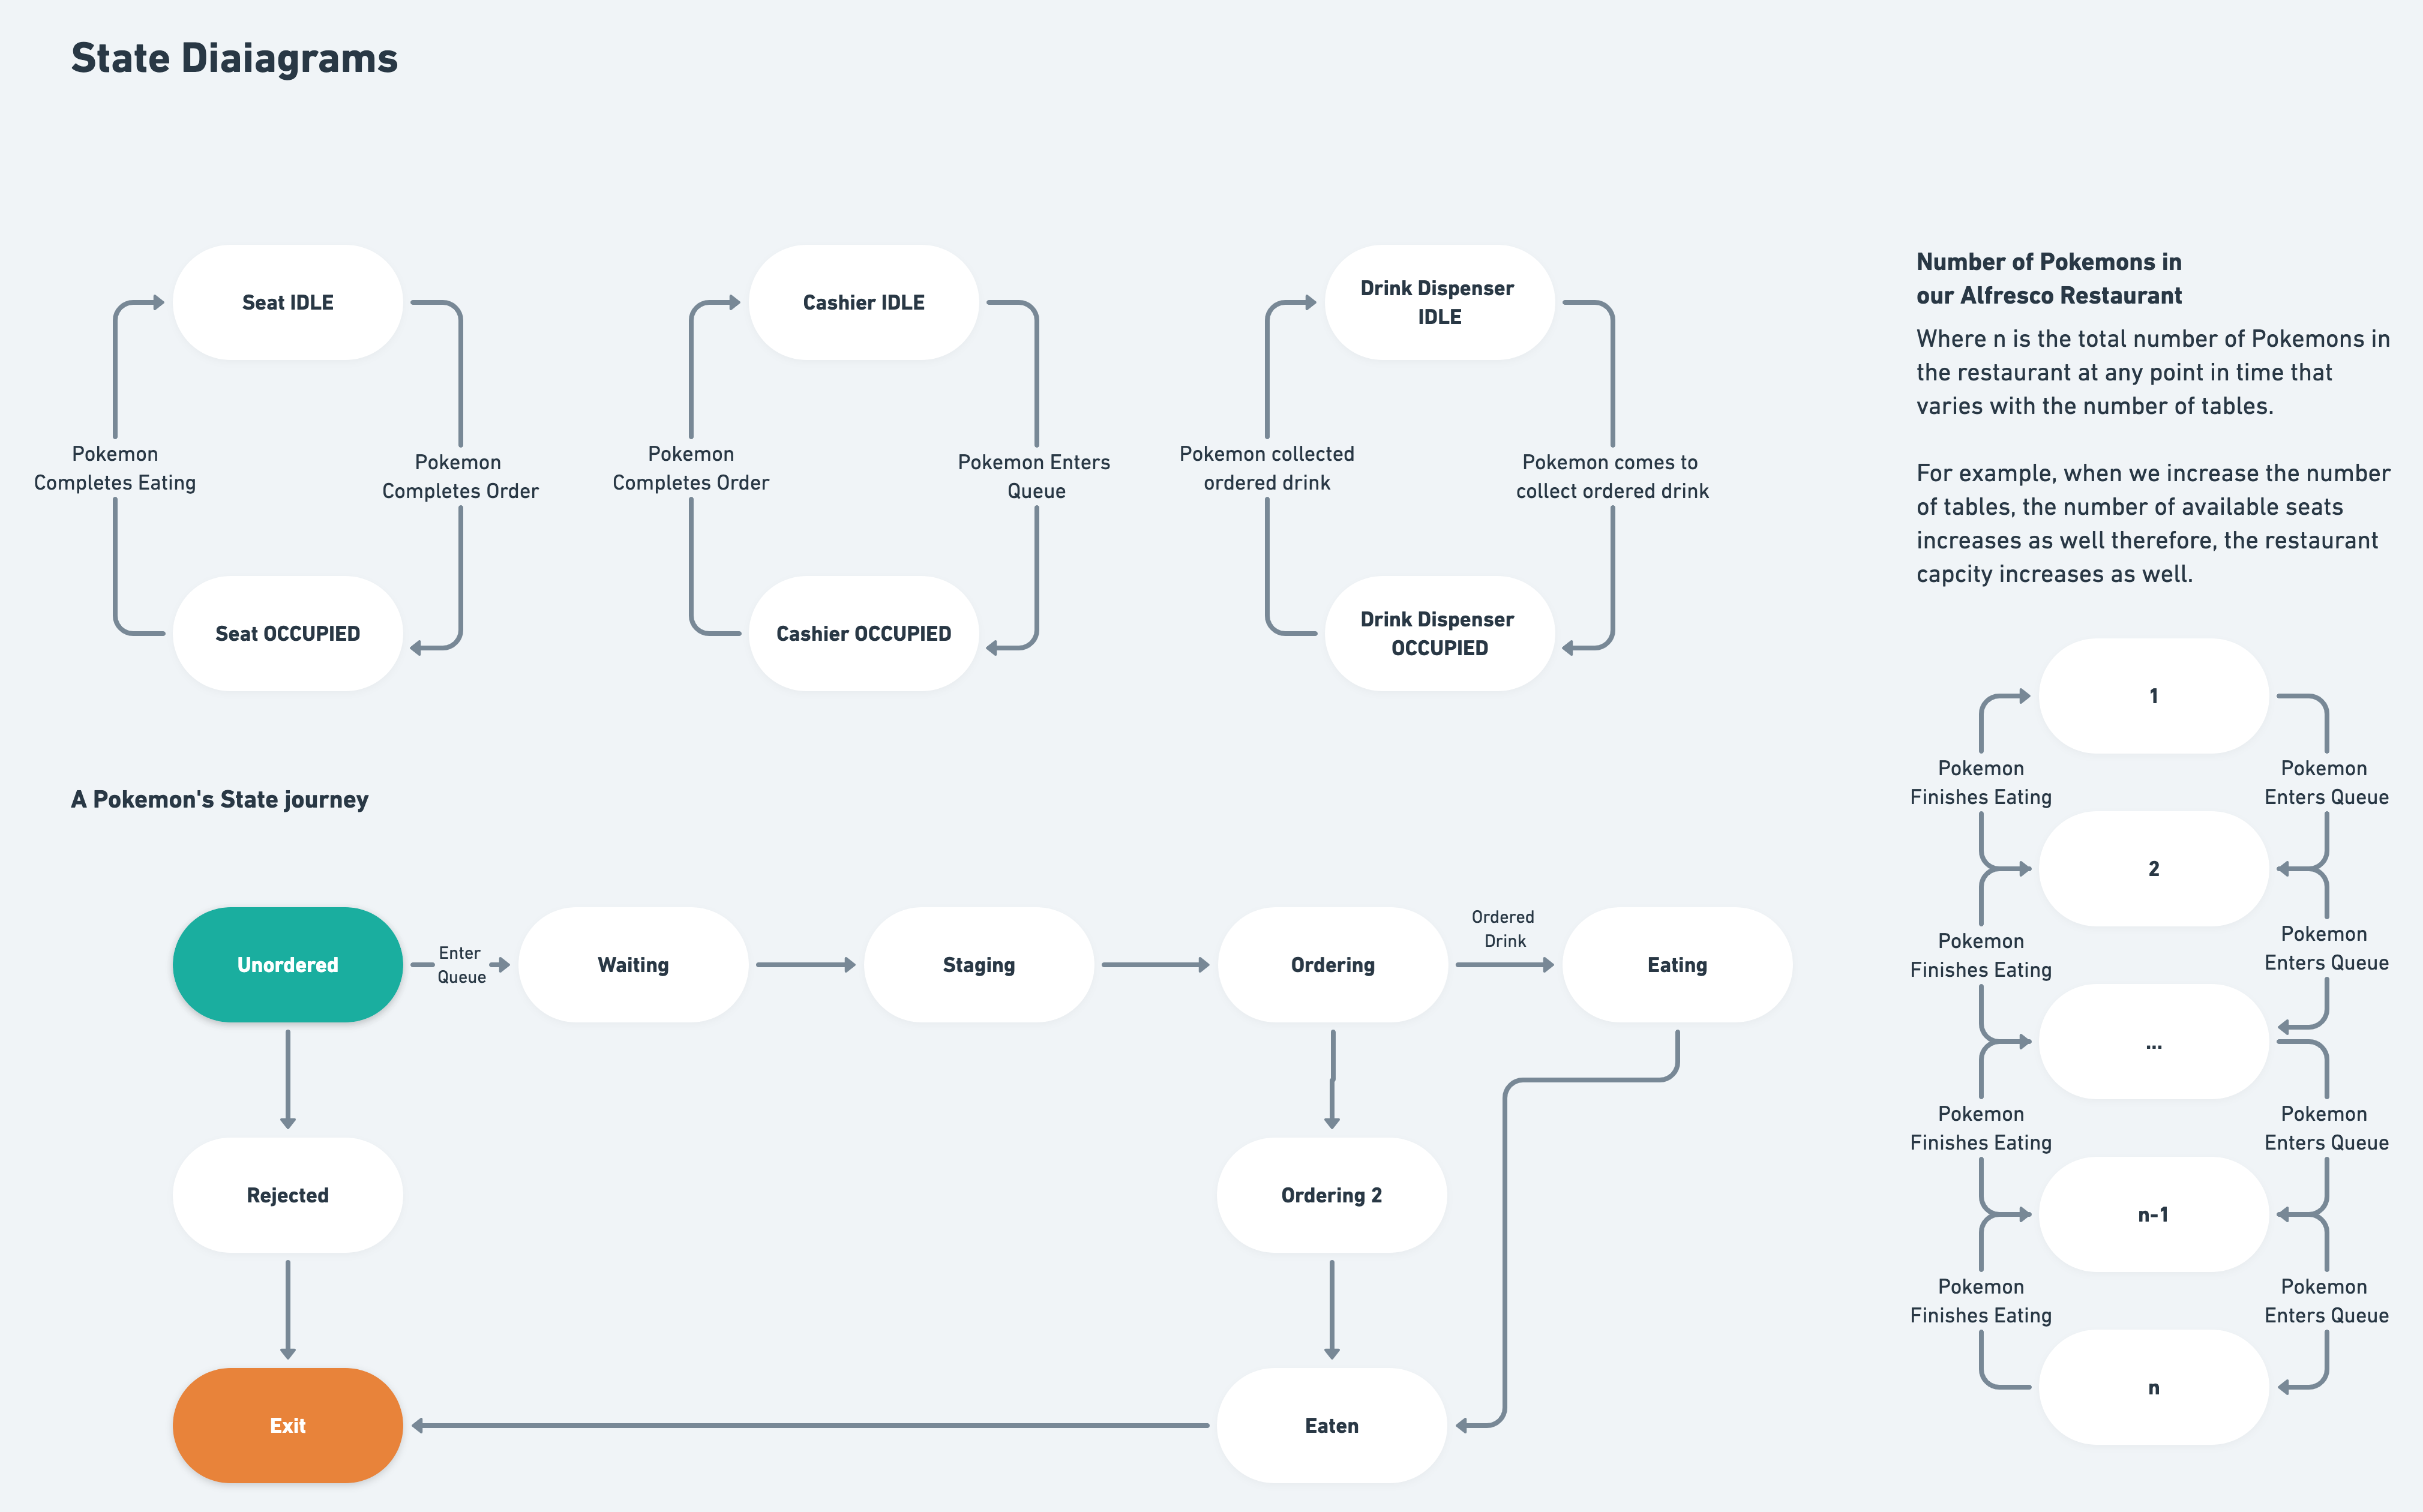 State Diaiagrams
Seat IDLE
Pokemon
Completes Eating
Pokemon
Completes Order
Seat OCCUPIED
Cashier IDLE
Pokemon
Completes Order
Pokemon Enters
Queue
Cashier OCCUPIED
Drink Dispenser
IDLE
Pokemon collected
ordered drink
Pokemon comes to
collect ordered drink
Drink Dispenser
OCCUPIED
A Pokemon's State journey
Unordered
Enter
Queue
Waiting
Staging
Ordering
Ordered
Drink
Eating
Rejected
Ordering 2
Exit
Eaten
Number of Pokemons in
our Alfresco Restaurant
Where n is the total number of Pokemons in
the restaurant at any point in time that
varies with the number of tables.
For example, when we increase the number
of tables, the number of available seats
increases as well therefore, the restaurant
capcity increases as well.
1
Pokemon
Finishes Eating
Pokemon
Enters Queue
2
Pokemon
Finishes Eating
Pokemon
Enters Queue
...
Pokemon
Finishes Eating
Pokemon
Enters Queue
n-1
Pokemon
Finishes Eating
Pokemon
Enters Queue
n